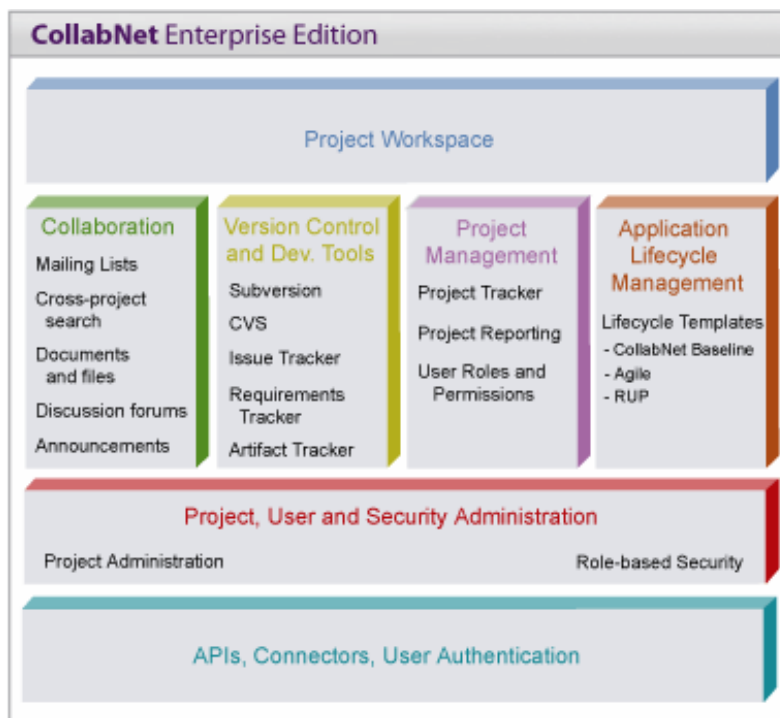 CollabNet Enterprise Edition
Project Workspace
Collaboration
Mailing Lists
Cross-project
search
Documents
and files
Discussion forums
Announcements
Version Control
and Dev. Tools
Subversion
CVS
Issue Tracker
Requirements
Tracker
Artifact Tracker
Project
Management
Project Tracker
Project Reporting
User Roles and
Permissions
Application
Lifecycle
Management
Lifecycle Templates
- CollabNet Baseline
- Agile
- RUP
Project, User and Security Administration
Project Administration
Role-based Security
APIs, Connectors, User Authentication